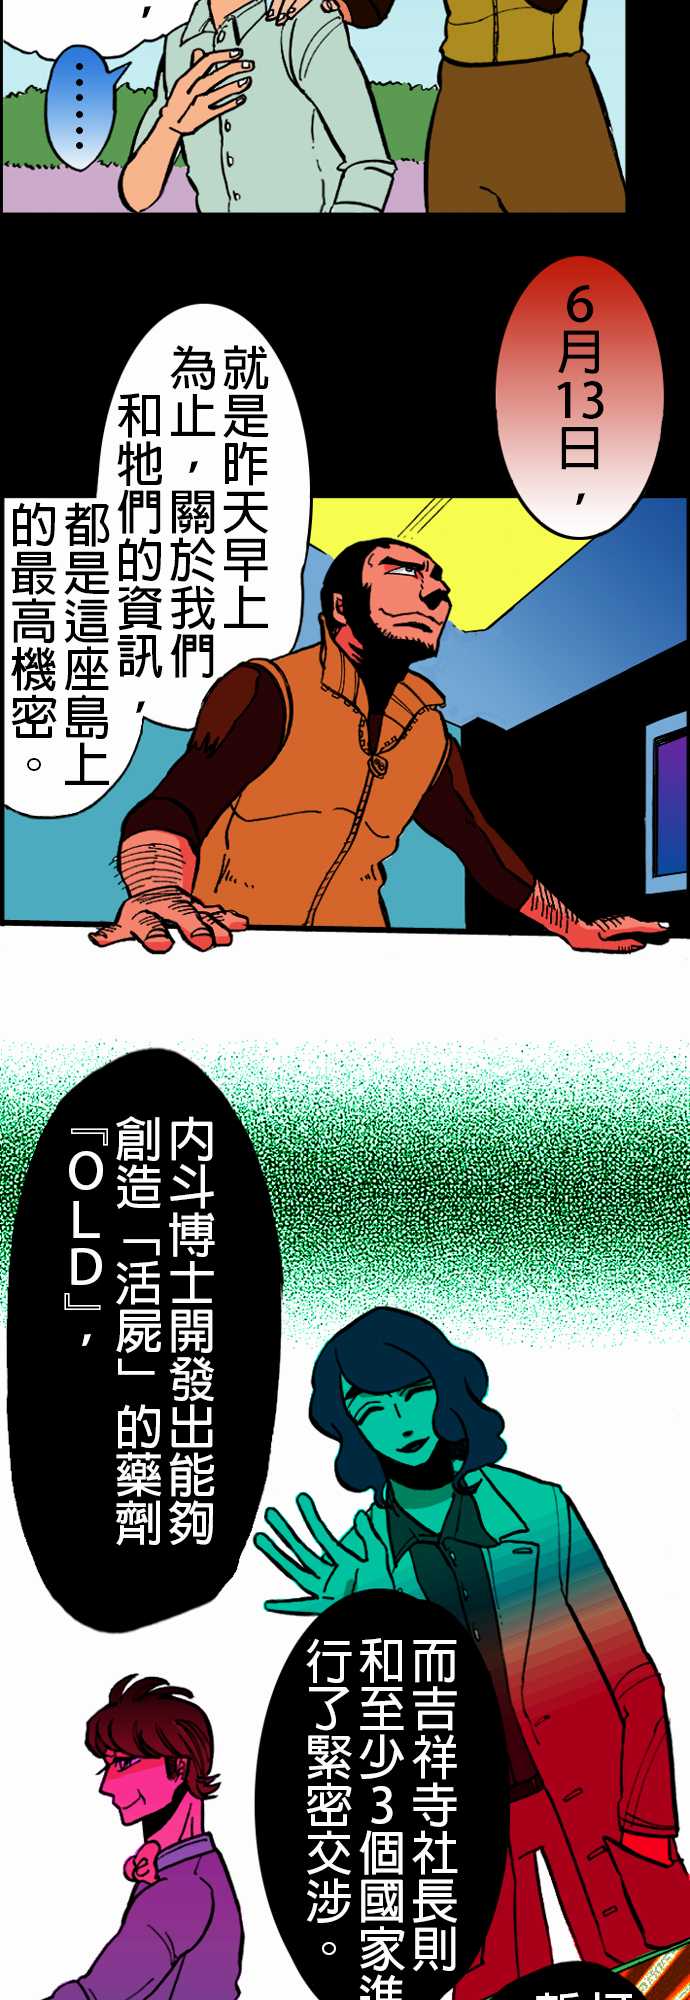 ，
………
6月13日，
就是昨天早上
為止，關於我們
和牠們的資訊，
都是這座島上
的最高機密。
內斗博士開發出能夠
創造「活屍」的藥劑
『OLD』，
而吉祥寺社長則
和至少3個國家進
行了緊密交涉。